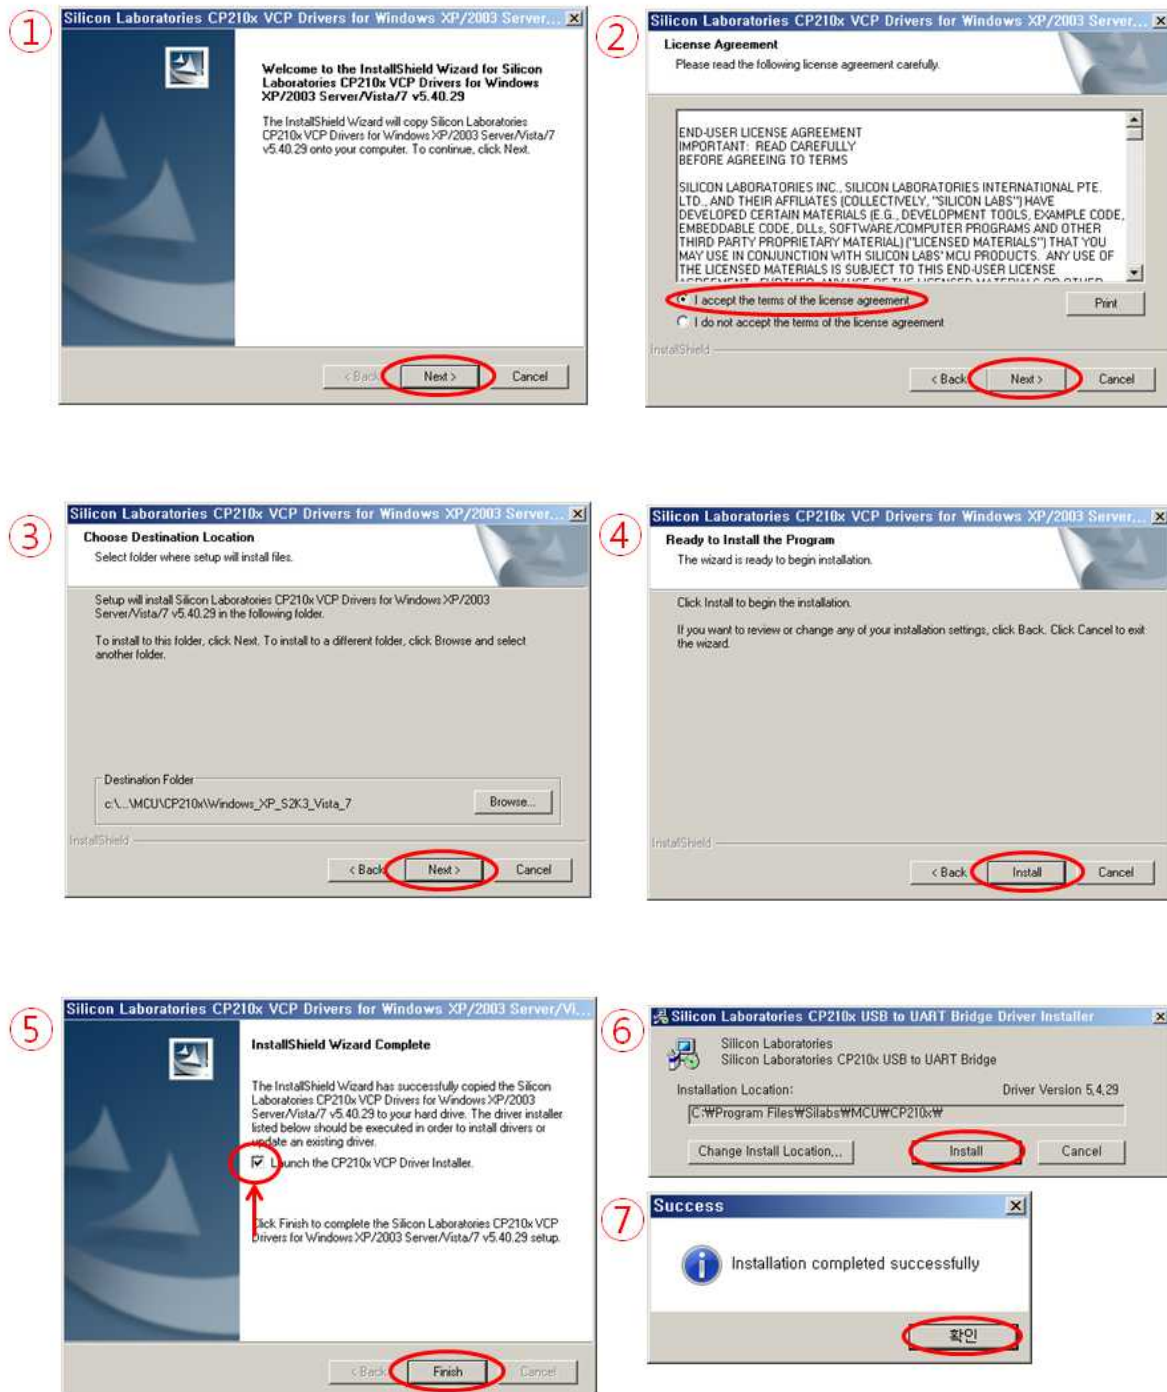 ①
Silicon Laboratories CP210x VCP Drivers for Windows XP/2003 Server...
Welcome to the InstallShield Wizard for Silicon
Laboratories CP210x VCP Drivers for Windows
XP/2003 Server/Vista/7 v5.40.29
The InstallShield Wizard will copy Silicon Laboratories
CP210x VCP Drivers for Windows XP/2003 Server/Vista/7
v5.40.29 onto your computer. To continue, click Next.
< Back
Next >
Cancel
②
Silicon Laboratories CP210x VCP Drivers for Windows XP/2003 Server...
License Agreement
Please read the following license agreement carefully.
END-USER LICENSE AGREEMENT
IMPORTANT: READ CAREFULLY
BEFORE AGREEING TO TERMS
SILICON LABORATORIES INC., SILICON LABORATORIES INTERNATIONAL PTE.
LTD., AND THEIR AFFILIATES (COLLECTIVELY, "SILICON LABS") HAVE
DEVELOPED CERTAIN MATERIALS (E.G., DEVELOPMENT TOOLS, EXAMPLE CODE,
EMBEDDABLE CODE, DLLs, SOFTWARE/COMPUTER PROGRAMS AND OTHER
THIRD PARTY PROPRIETARY MATERIAL) ("LICENSED MATERIALS") THAT YOU
MAY USE IN CONJUNCTION WITH SILICON LABS' MCU PRODUCTS. ANY USE OF
THE LICENSED MATERIALS IS SUBJECT TO THIS END-USER LICENSE
AGREEMENT. FURTHER, ANY USE OF THE LICENSED MATERIALS OR OTHER
I accept the terms of the license agreement
Print
I do not accept the terms of the license agreement
InstallShield
< Back
Next >
Cancel
③
Silicon Laboratories CP210x VCP Drivers for Windows XP/2003 Server...
Choose Destination Location
Select folder where setup will install files.
Setup will install Silicon Laboratories CP210x VCP Drivers for Windows XP/2003
Server/Vista/7 v5.40.29 in the following folder.
To install to this folder, click Next. To install to a different folder, click Browse and select
another folder.
Destination Folder
c:\...\MCU\CP210x\Windows_XP_S2K3_Vista_7
Browse...
InstallShield
< Back
Next >
Cancel
④
Silicon Laboratories CP210x VCP Drivers for Windows XP/2003 Server...
Ready to Install the Program
The wizard is ready to begin installation.
Click Install to begin the installation.
If you want to review or change any of your installation settings, click Back. Click Cancel to exit
the wizard.
InstallShield
< Back
Install
Cancel
⑤
Silicon Laboratories CP210x VCP Drivers for Windows XP/2003 Server/Vi...
InstallShield Wizard Complete
The InstallShield Wizard has successfully copied the Silicon
Laboratories CP210x VCP Drivers for Windows XP/2003
Server/Vista/7 v5.40.29 to your hard drive. The driver installer
listed below should be executed in order to install drivers or
update an existing driver.
Launch the CP210x VCP Driver Installer.
Click Finish to complete the Silicon Laboratories CP210x VCP
Drivers for Windows XP/2003 Server/Vista/7 v5.40.29 setup.
< Back
Finish
Cancel
⑥
Silicon Laboratories CP210x USB to UART Bridge Driver Installer
Silicon Laboratories
Silicon Laboratories CP210x USB to UART Bridge
Installation Location:
Driver Version 5,4,29
C:₩Program Files₩Silabs₩MCU₩CP210x₩
Change Install Location...
Install
Cancel
⑦
Success
Installation completed successfully
확인